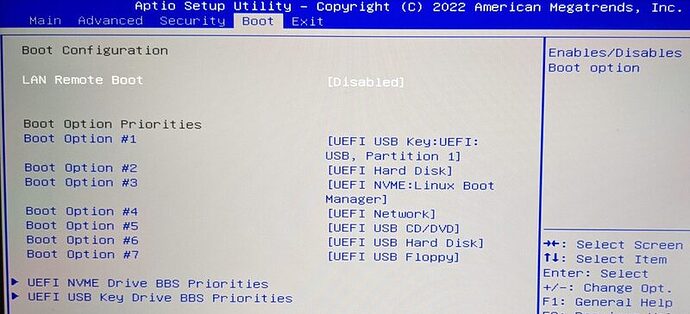 Aptio Setup Utility - Copyright (C) 2022 American Megatrends, Inc.
Main Advanced Security Boot Exit
Boot Configuration
LAN Remote Boot [Disabled]
Boot Option Priorities
Boot Option #1 [UEFI USB Key:UEFI:
USB, Partition 1]
Boot Option #2 [UEFI Hard Disk]
Boot Option #3 [UEFI NVME:Linux Boot
Manager]
Boot Option #4 [UEFI Network]
Boot Option #5 [UEFI USB CD/DVD]
Boot Option #6 [UEFI USB Hard Disk]
Boot Option #7 [UEFI USB Floppy]
▶ UEFI NVME Drive BBS Priorities
▶ UEFI USB Key Drive BBS Priorities
Enables/Disables
Boot option
→←: Select Screen
↑↓: Select Item
Enter: Select
+/-: Change Opt.
F1: General Help